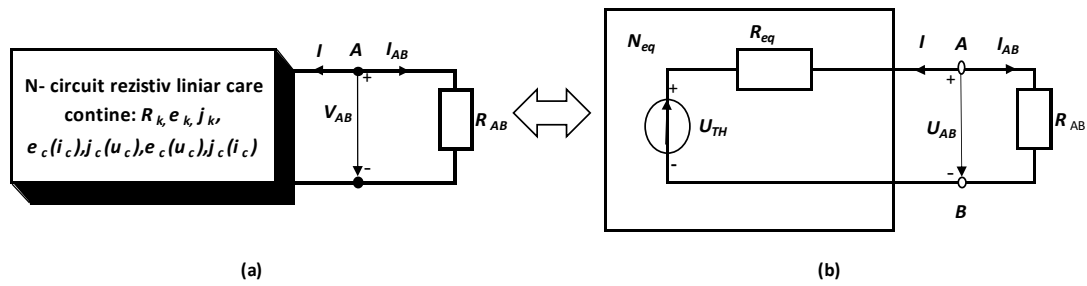 N- circuit rezistiv liniar care
contine: R k, e k, j k,
e c(i c),j c(u c),e c(u c),j c(i c)
I
A
I AB
+
V AB
-
R AB
N eq
R eq
+
U TH
-
I
A
I AB
+
U AB
-
B
R AB
(a)
(b)